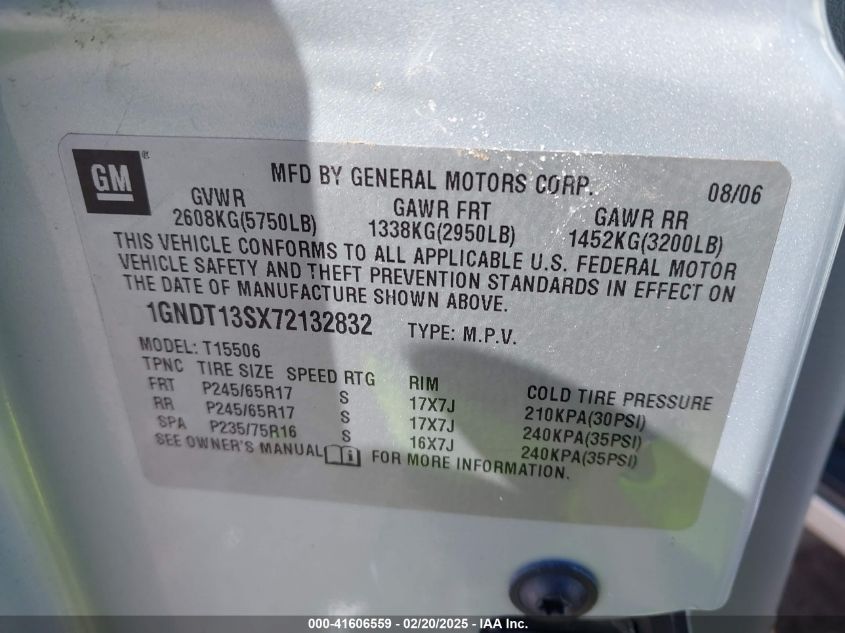 GM ®
MFD BY GENERAL MOTORS CORP. 08/06
GVWR GAWR FRT GAWR RR
2608KG(5750LB) 1338KG(2950LB) 1452KG(3200LB)
THIS VEHICLE CONFORMS TO ALL APPLICABLE U.S. FEDERAL MOTOR
VEHICLE SAFETY AND THEFT PREVENTION STANDARDS IN EFFECT ON
THE DATE OF MANUFACTURE SHOWN ABOVE.
1GNDT13SX72132832 TYPE: M.P.V.
MODEL: T15506
TPNC TIRE SIZE SPEED RTG RIM COLD TIRE PRESSURE
FRT P245/65R17 S 17X7J 210KPA(30PSI)
RR P245/65R17 S 17X7J 240KPA(35PSI)
SPA P235/75R16 S 16X7J 240KPA(35PSI)
SEE OWNER'S MANUAL FOR MORE INFORMATION.
000-41606559 - 02/20/2025 - IAA Inc.